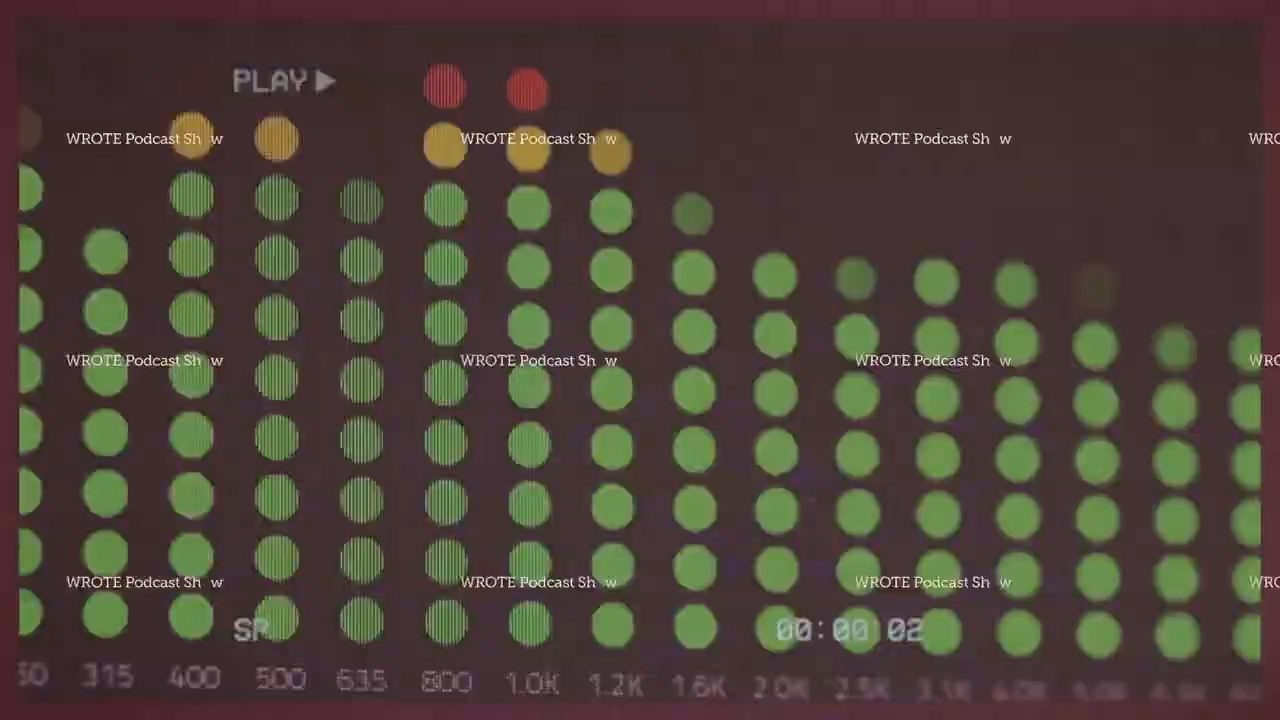 PLAY
WROTE Podcast Sh w WROTE Podcast Sh w WROTE Podcast Sh w
WROTE Podcast Sh w WROTE Podcast Sh w WROTE Podcast Sh w
WROTE Podcast Sh w WROTE Podcast Sh w WROTE Podcast Sh w
SP 00:00:02
315 400 500 635 800 1.0K 1.2K 1.6K 2.0K 2.5K